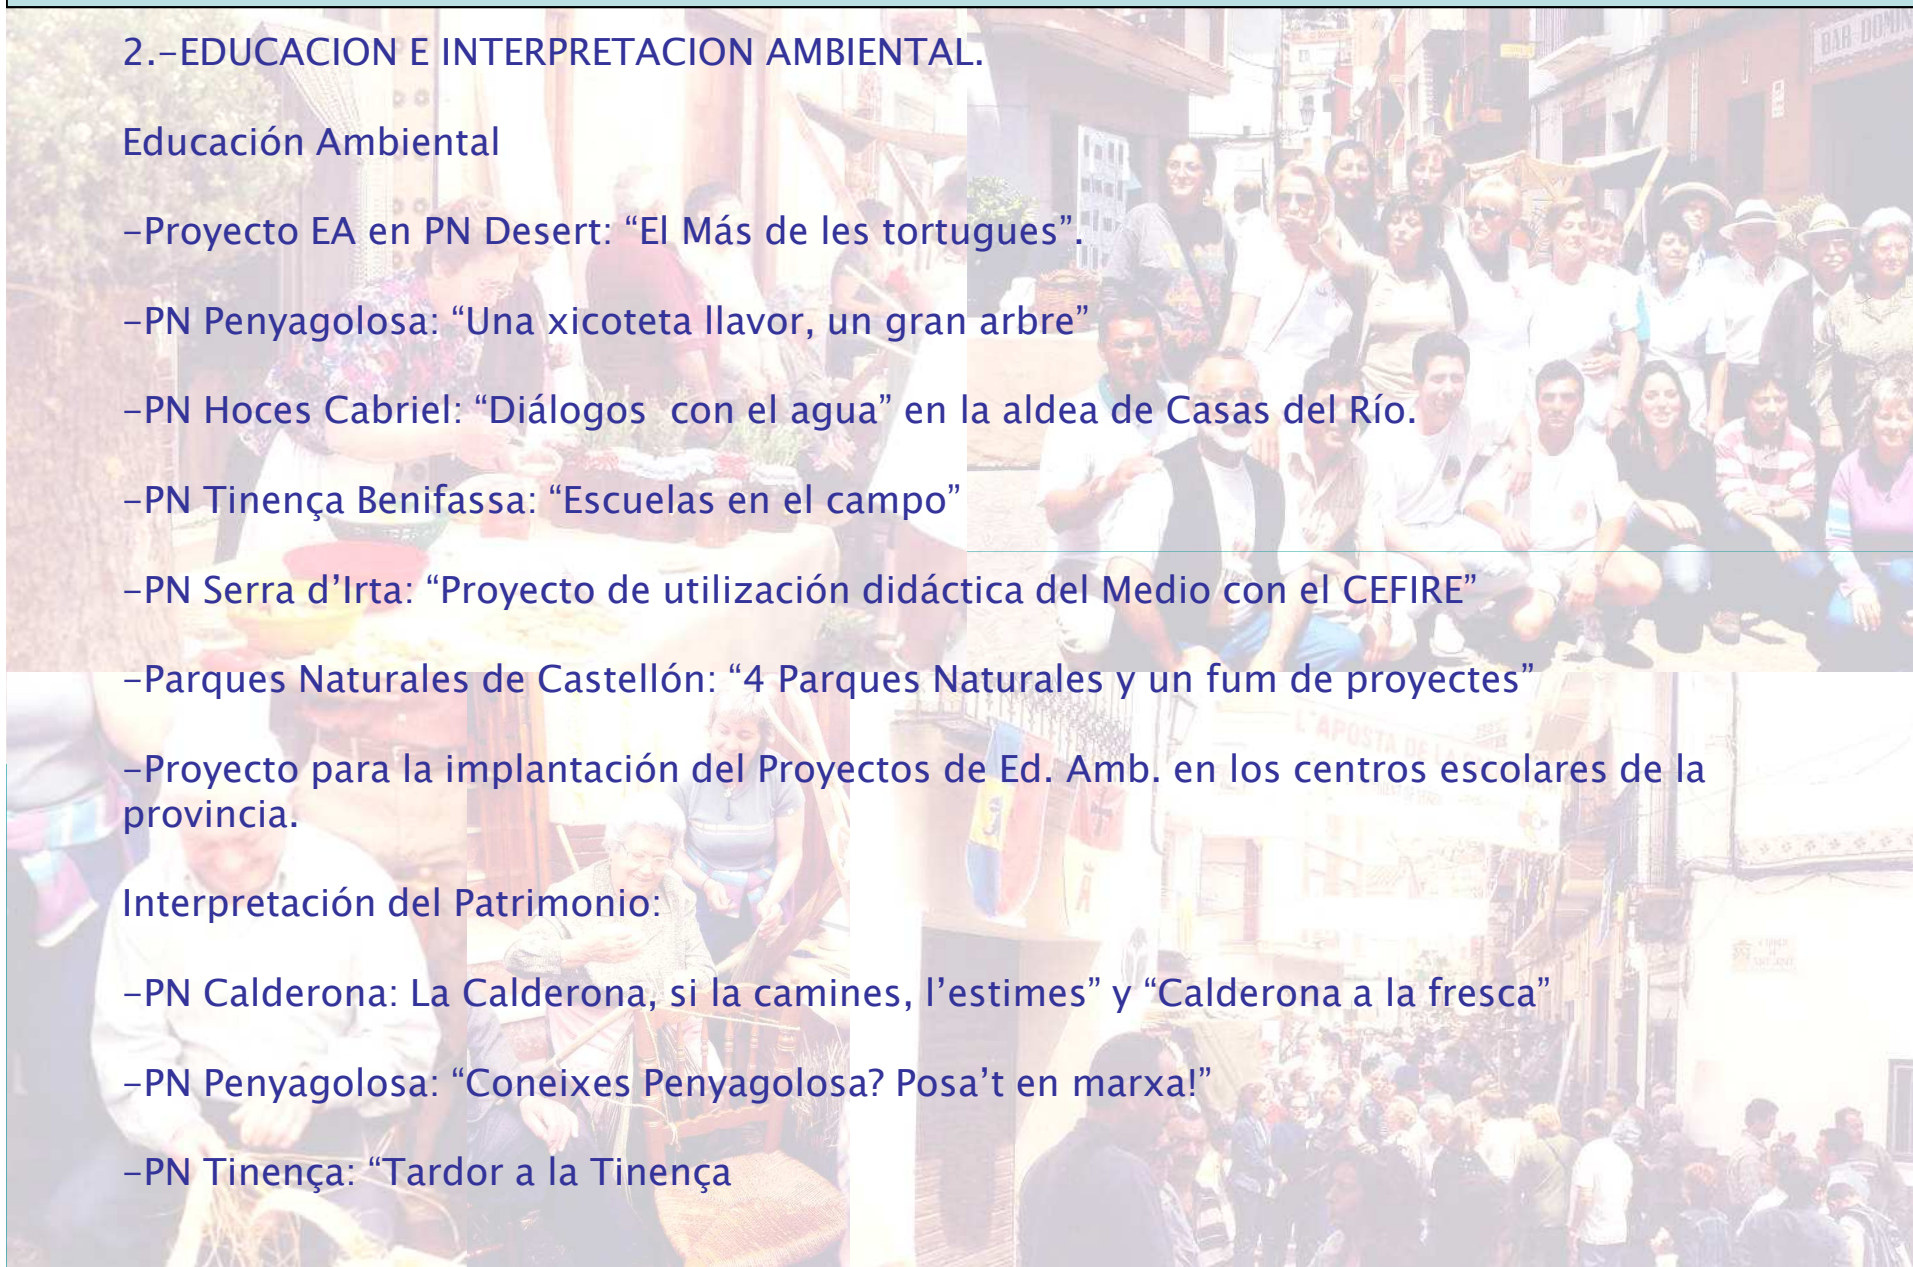 2.-EDUCACION E INTERPRETACION AMBIENTAL.
Educación Ambiental
-Proyecto EA en PN Desert: “El Más de les tortugues”.
-PN Penyagolosa: “Una xicoteta llavor, un gran arbre”
-PN Hoces Cabriel: “Diálogos  con el agua” en la aldea de Casas del Río.
-PN Tinença Benifassa: “Escuelas en el campo”
-PN Serra d’Irta: “Proyecto de utilización didáctica del Medio con el CEFIRE”
-Parques Naturales de Castellón: “4 Parques Naturales y un fum de proyectes”
-Proyecto para la implantación del Proyectos de Ed. Amb. en los centros escolares de la
provincia.
Interpretación del Patrimonio:
-PN Calderona: La Calderona, si la camines, l’estimes” y “Calderona a la fresca”
-PN Penyagolosa: “Coneixes Penyagolosa? Posa’t en marxa!”
-PN Tinença: “Tardor a la Tinença
BAR
L'APOSTA DE LA